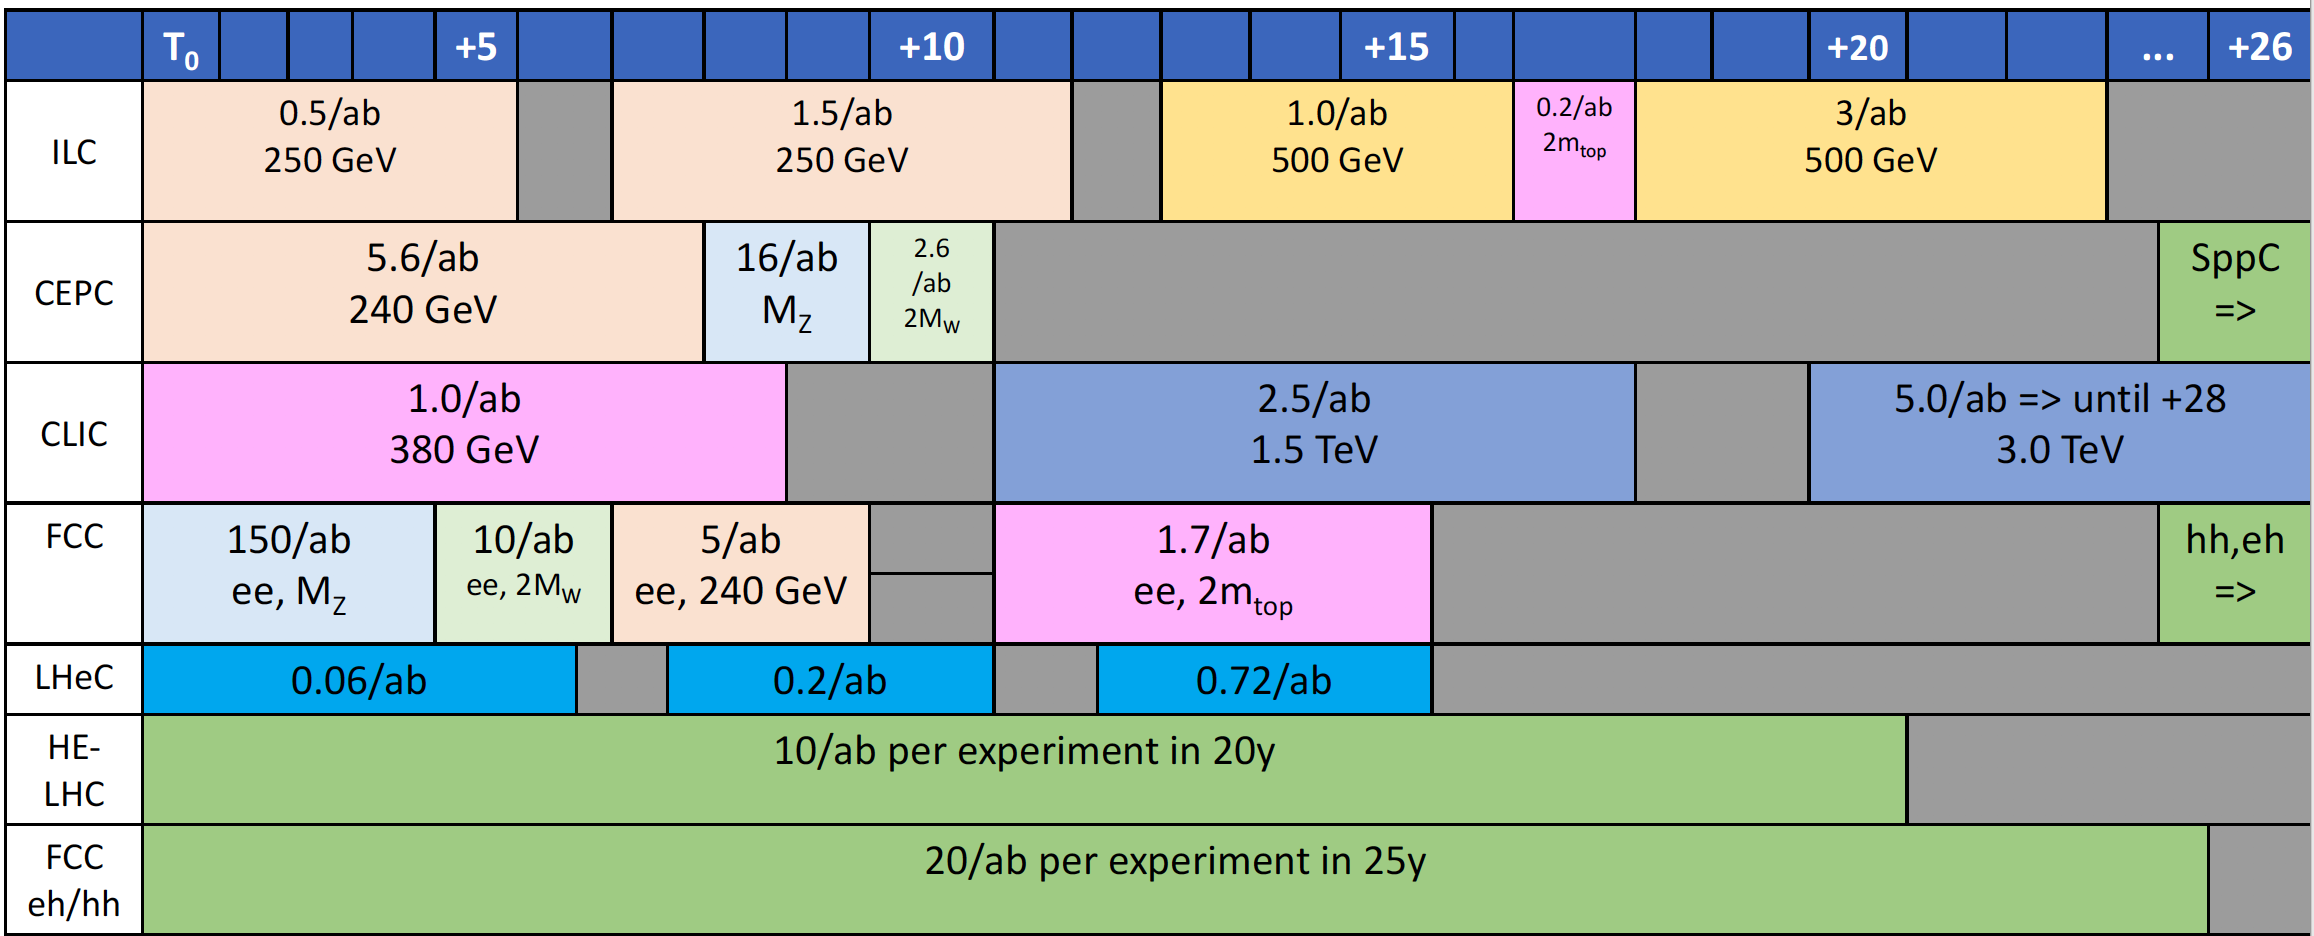 T₀ +5 +10 +15 +20 ... +26
ILC
0.5/ab
250 GeV
1.5/ab
250 GeV
1.0/ab
500 GeV
0.2/ab
2mtop
3/ab
500 GeV
CEPC
5.6/ab
240 GeV
16/ab
MZ
2.6
/ab
2MW
SppC
=>
CLIC
1.0/ab
380 GeV
2.5/ab
1.5 TeV
5.0/ab => until +28
3.0 TeV
FCC
150/ab
ee, MZ
10/ab
ee, 2MW
5/ab
ee, 240 GeV
1.7/ab
ee, 2mtop
hh,eh
=>
LHeC
0.06/ab
0.2/ab
0.72/ab
HE-
LHC
10/ab per experiment in 20y
FCC
eh/hh
20/ab per experiment in 25y